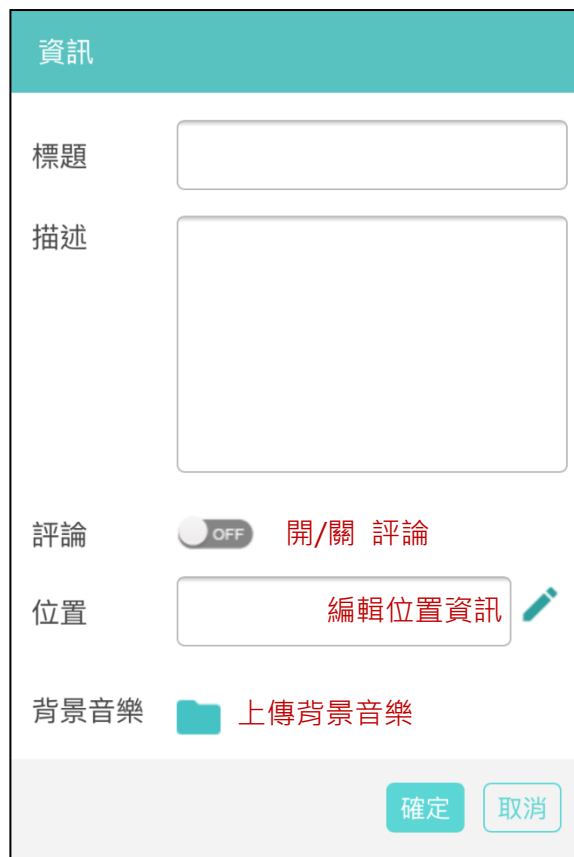 資訊
標題
描述
評論 OFF 開/關 評論
位置 編輯位置資訊
背景音樂 上傳背景音樂
確定 取消